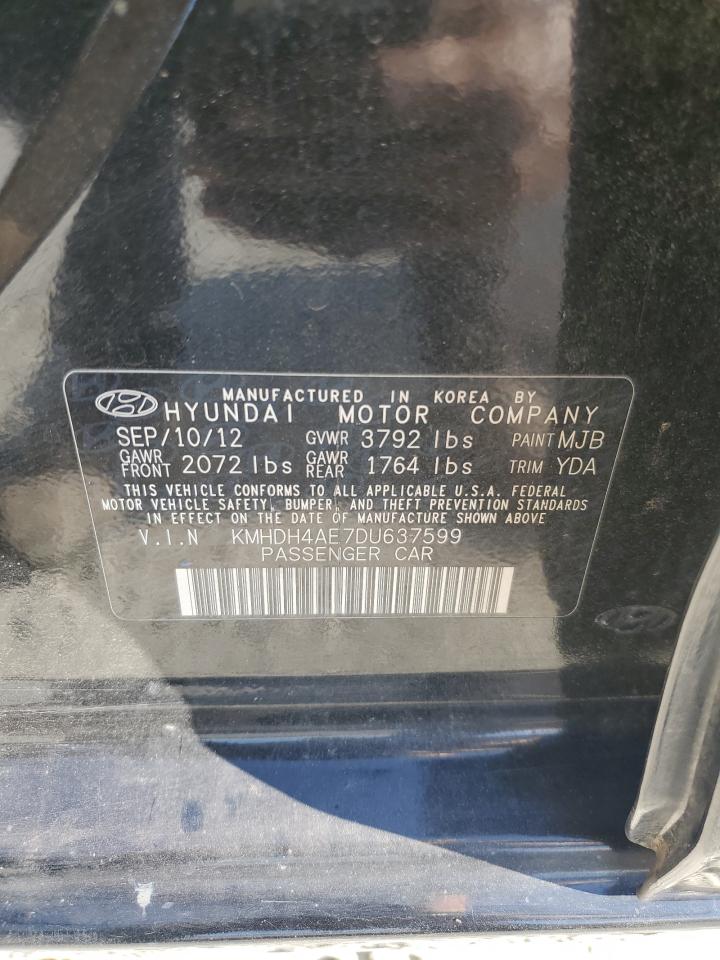 MANUFACTURED IN KOREA BY
HYUNDAI MOTOR COMPANY
SEP/10/12 GVWR 3792 lbs PAINT MJB
GAWR FRONT 2072 lbs GAWR REAR 1764 lbs TRIM YDA
THIS VEHICLE CONFORMS TO ALL APPLICABLE U.S.A. FEDERAL
MOTOR VEHICLE SAFETY, BUMPER, AND THEFT PREVENTION STANDARDS
IN EFFECT ON THE DATE OF MANUFACTURE SHOWN ABOVE
V.I.N KMHDH4AE7DU637599
PASSENGER CAR